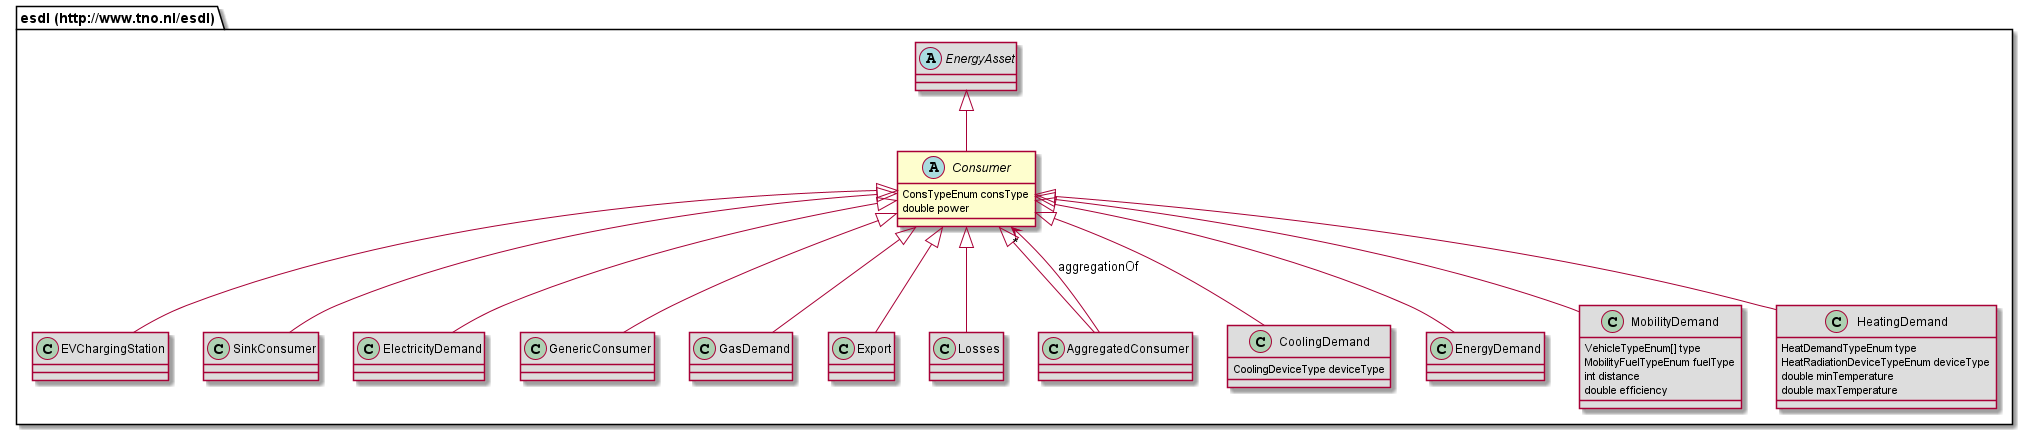 esdl (http://www.tno.nl/esdl)
A EnergyAsset
A Consumer
ConsTypeEnum consType
double power
*
aggregationOf
C EVChargingStation
C SinkConsumer
C ElectricityDemand
C GenericConsumer
C GasDemand
C Export
C Losses
C AggregatedConsumer
C CoolingDemand
CoolingDeviceType deviceType
C EnergyDemand
C MobilityDemand
VehicleTypeEnum[] type
MobilityFuelTypeEnum fuelType
int distance
double efficiency
C HeatingDemand
HeatDemandTypeEnum type
HeatRadiationDeviceTypeEnum deviceType
double minTemperature
double maxTemperature